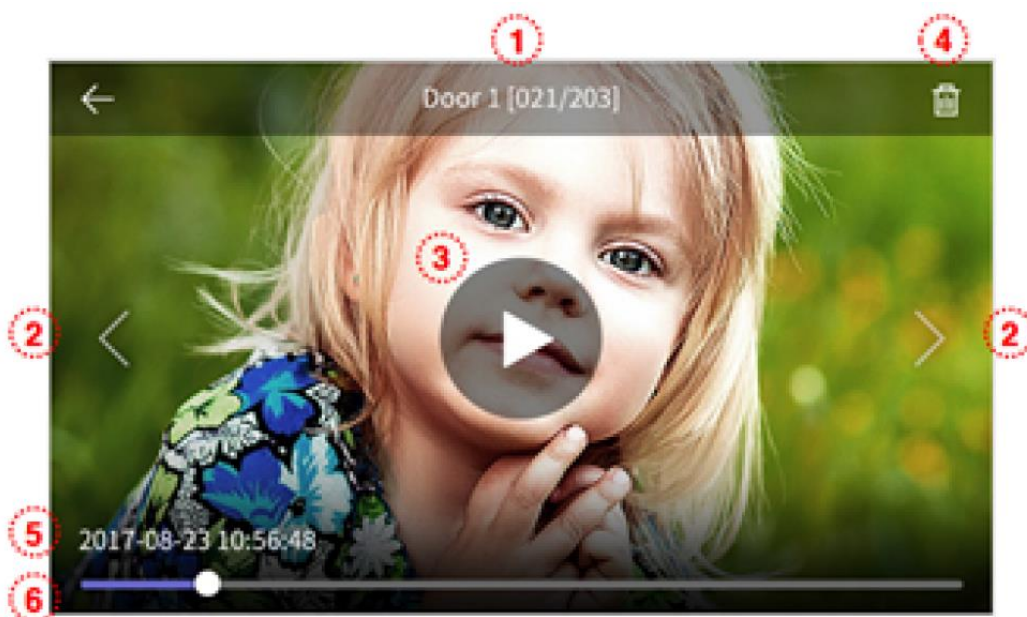 ① ④
Door 1 [021/203]
③
② ②
⑤ 2017-08-23 10:56:48
⑥